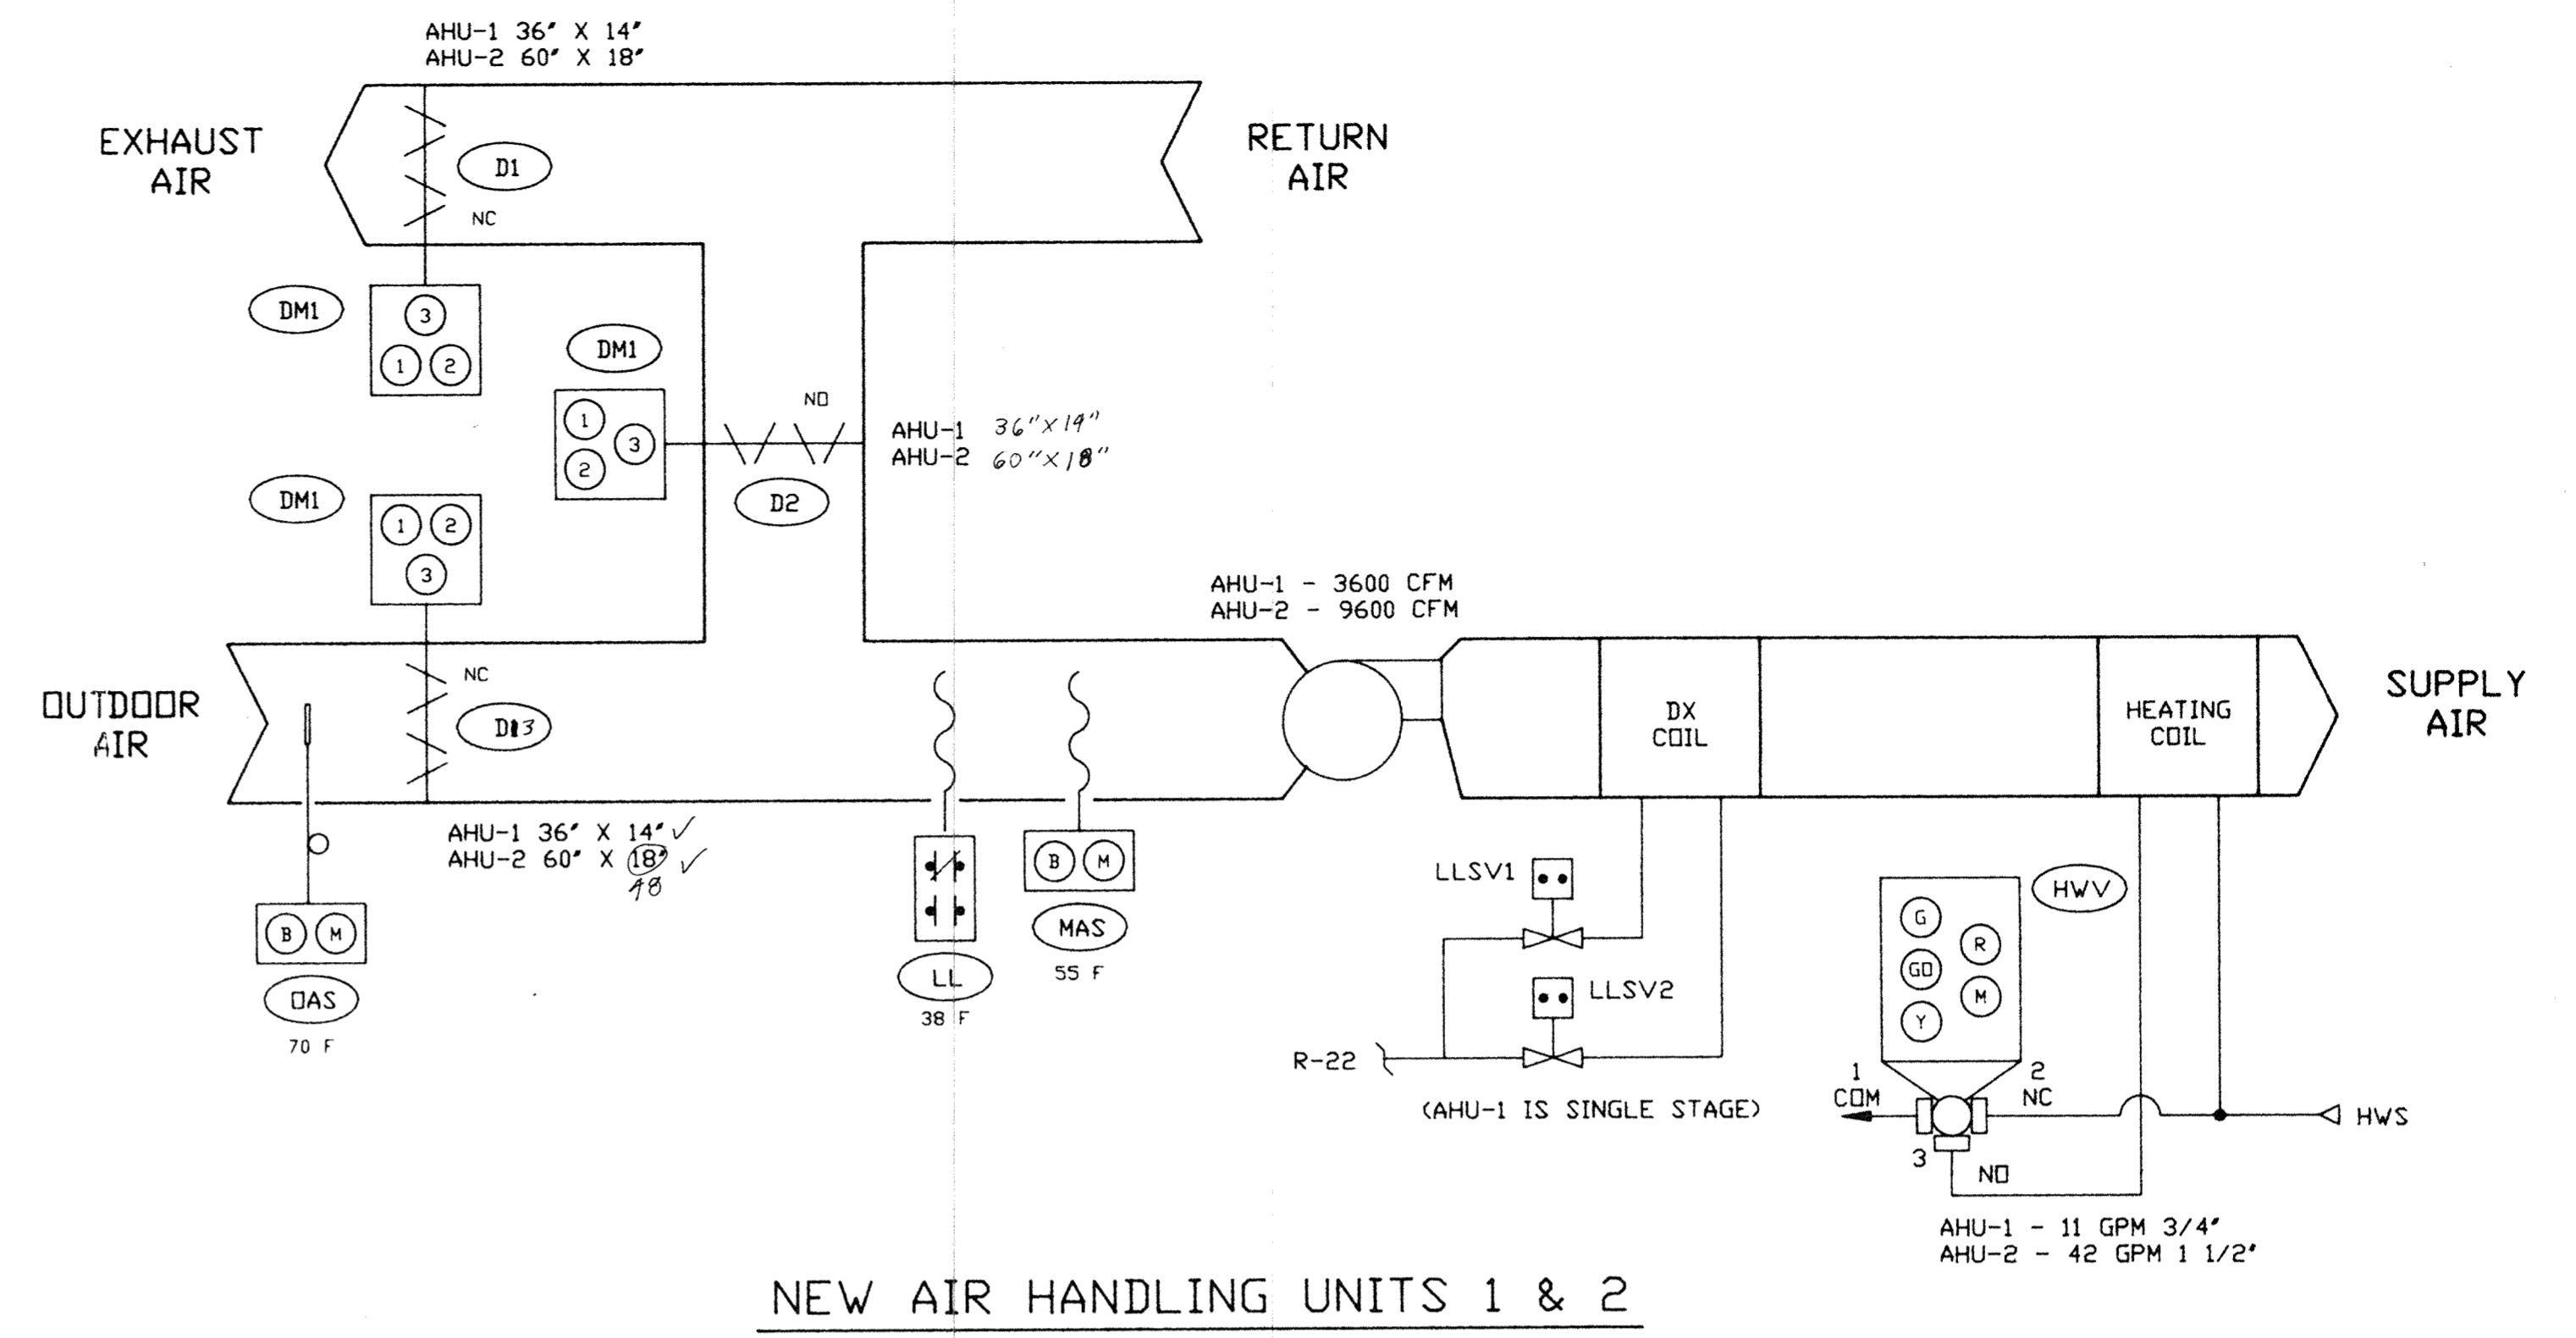 AHU-1 36" X 14"
AHU-2 60" X 18"
EXHAUST
AIR
D1
NC
RETURN
AIR
DM1
3
1 2
DM1
1
3
2
NO
D2
AHU-1 36"X14"
AHU-2 60"X18"
DM1
1 2
3
AHU-1 - 3600 CFM
AHU-2 - 9600 CFM
OUTDOOR
AIR
NC
D3
DX
COIL
HEATING
COIL
SUPPLY
AIR
AHU-1 36" X 14" ✓
AHU-2 60" X 18" ✓
48
B M
OAS
70 F
LL
38 F
B M
MAS
55 F
LLSV1
LLSV2
R-22
(AHU-1 IS SINGLE STAGE)
HWV
G
R
GO
M
Y
1
COM
2
NC
3
NO
HWS
AHU-1 - 11 GPM 3/4"
AHU-2 - 42 GPM 1 1/2"
NEW AIR HANDLING UNITS 1 & 2